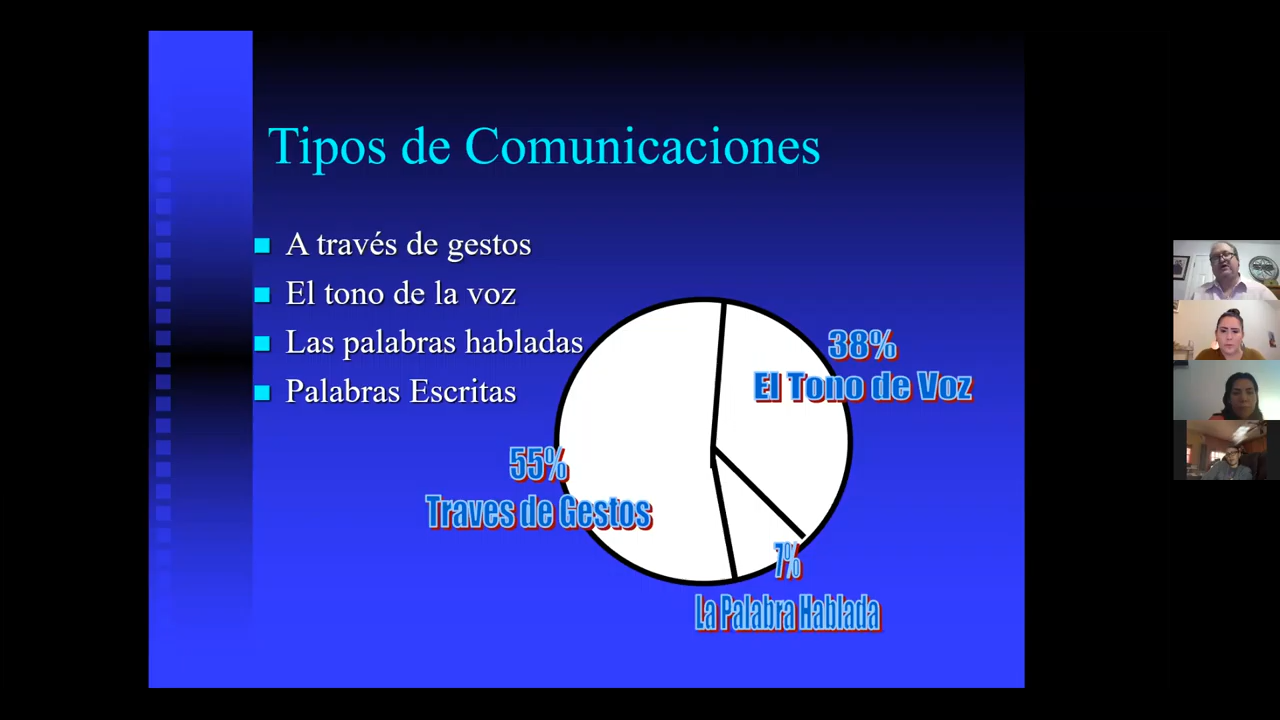 Tipos de Comunicaciones
A través de gestos
El tono de la voz
Las palabras habladas
Palabras Escritas
38%
El Tono de Voz
55%
Traves de Gestos
7%
La Palabra Hablada